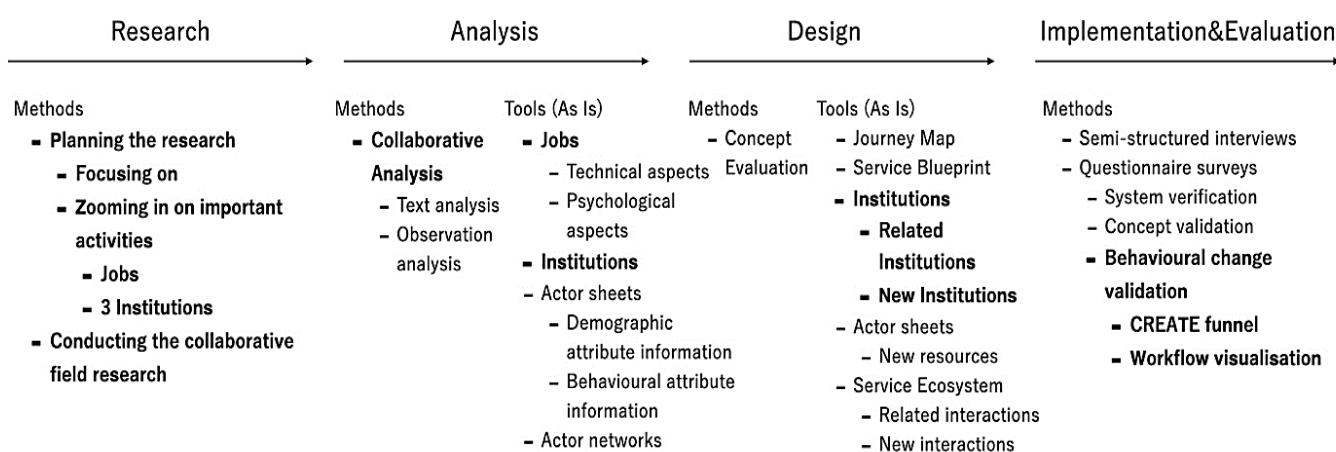 Research
Methods
- Planning the research
- Focusing on
- Zooming in on important
activities
- Jobs
- 3 Institutions
- Conducting the collaborative
field research
Analysis
Methods
- Collaborative
Analysis
- Text analysis
- Observation
analysis
Tools (As Is)
- Jobs
- Technical aspects
- Psychological
aspects
- Institutions
- Actor sheets
- Demographic
attribute information
- Behavioural attribute
information
- Actor networks
Design
Methods
- Concept
Evaluation
Tools (As Is)
- Journey Map
- Service Blueprint
- Institutions
- Related
Institutions
- New Institutions
- Actor sheets
- New resources
- Service Ecosystem
- Related interactions
- New interactions
Implementation&Evaluation
Methods
- Semi-structured interviews
- Questionnaire surveys
- System verification
- Concept validation
- Behavioural change
validation
- CREATE funnel
- Workflow visualisation